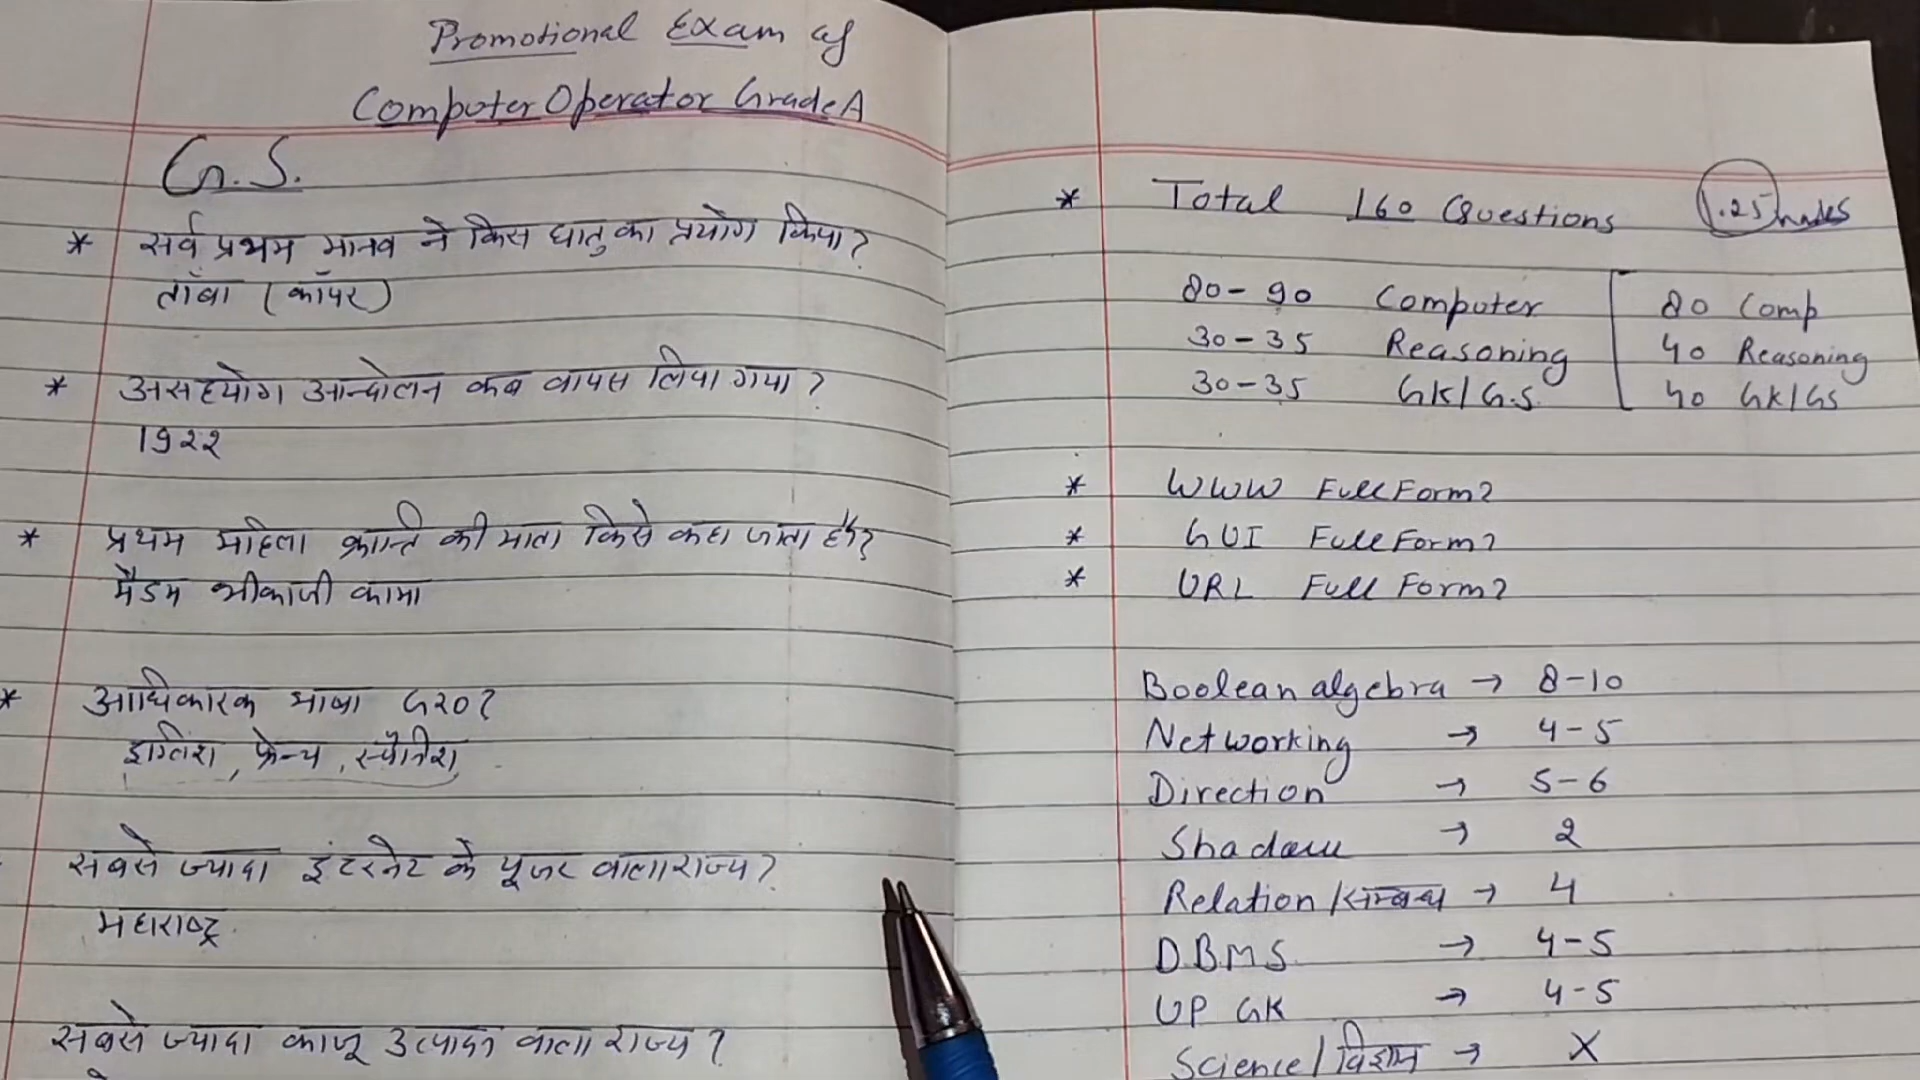 Promotional Exam of
Computer Operator Grade A
G.S.
* सर्व प्रथम मानव ने किस धातु का प्रयोग किया?
ताँबा (कॉपर)
* असहयोग आन्दोलन कब वापस लिया गया?
1922
* प्रथम महिला क्रान्ति की माता किसे कहा जाता है?
मैडम भीकाजी कामा
* आधिकारक भाषा G20?
इंग्लिश, फ्रेन्च, स्पैनिश
सबसे ज्यादा इंटरनेट के यूजर वाला राज्य?
महाराष्ट्र
सबसे ज्यादा काजू उत्पादन वाला राज्य?
* Total 160 Questions 1.25
80-90 Computer 80 Comp
30-35 Reasoning 40 Reasoning
30-35 GK/G.S. 40 GK/GS
* WWW Full Form?
* GUI Full Form?
* URL Full Form?
Boolean algebra → 8-10
Networking → 4-5
Direction → 5-6
Shadow → 2
Relation/सम्बन्ध → 4
DBMS → 4-5
UP GK → 4-5
Science/विज्ञान → X